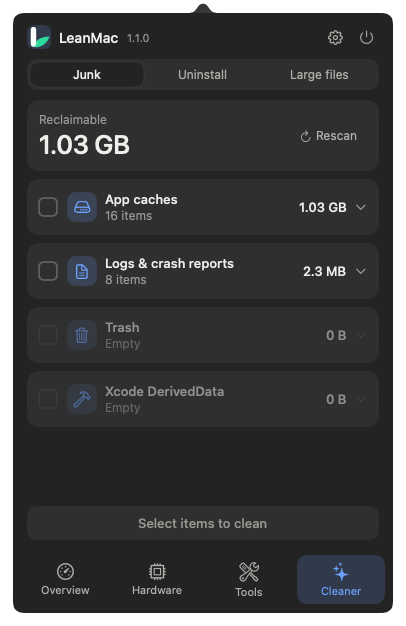 LeanMac 1.1.0
Junk Uninstall Large files
Reclaimable
1.03 GB
Rescan
App caches
16 items
1.03 GB
Logs & crash reports
8 items
2.3 MB
Trash
Empty
0 B
Xcode DerivedData
Empty
0 B
Select items to clean
Overview Hardware Tools Cleaner